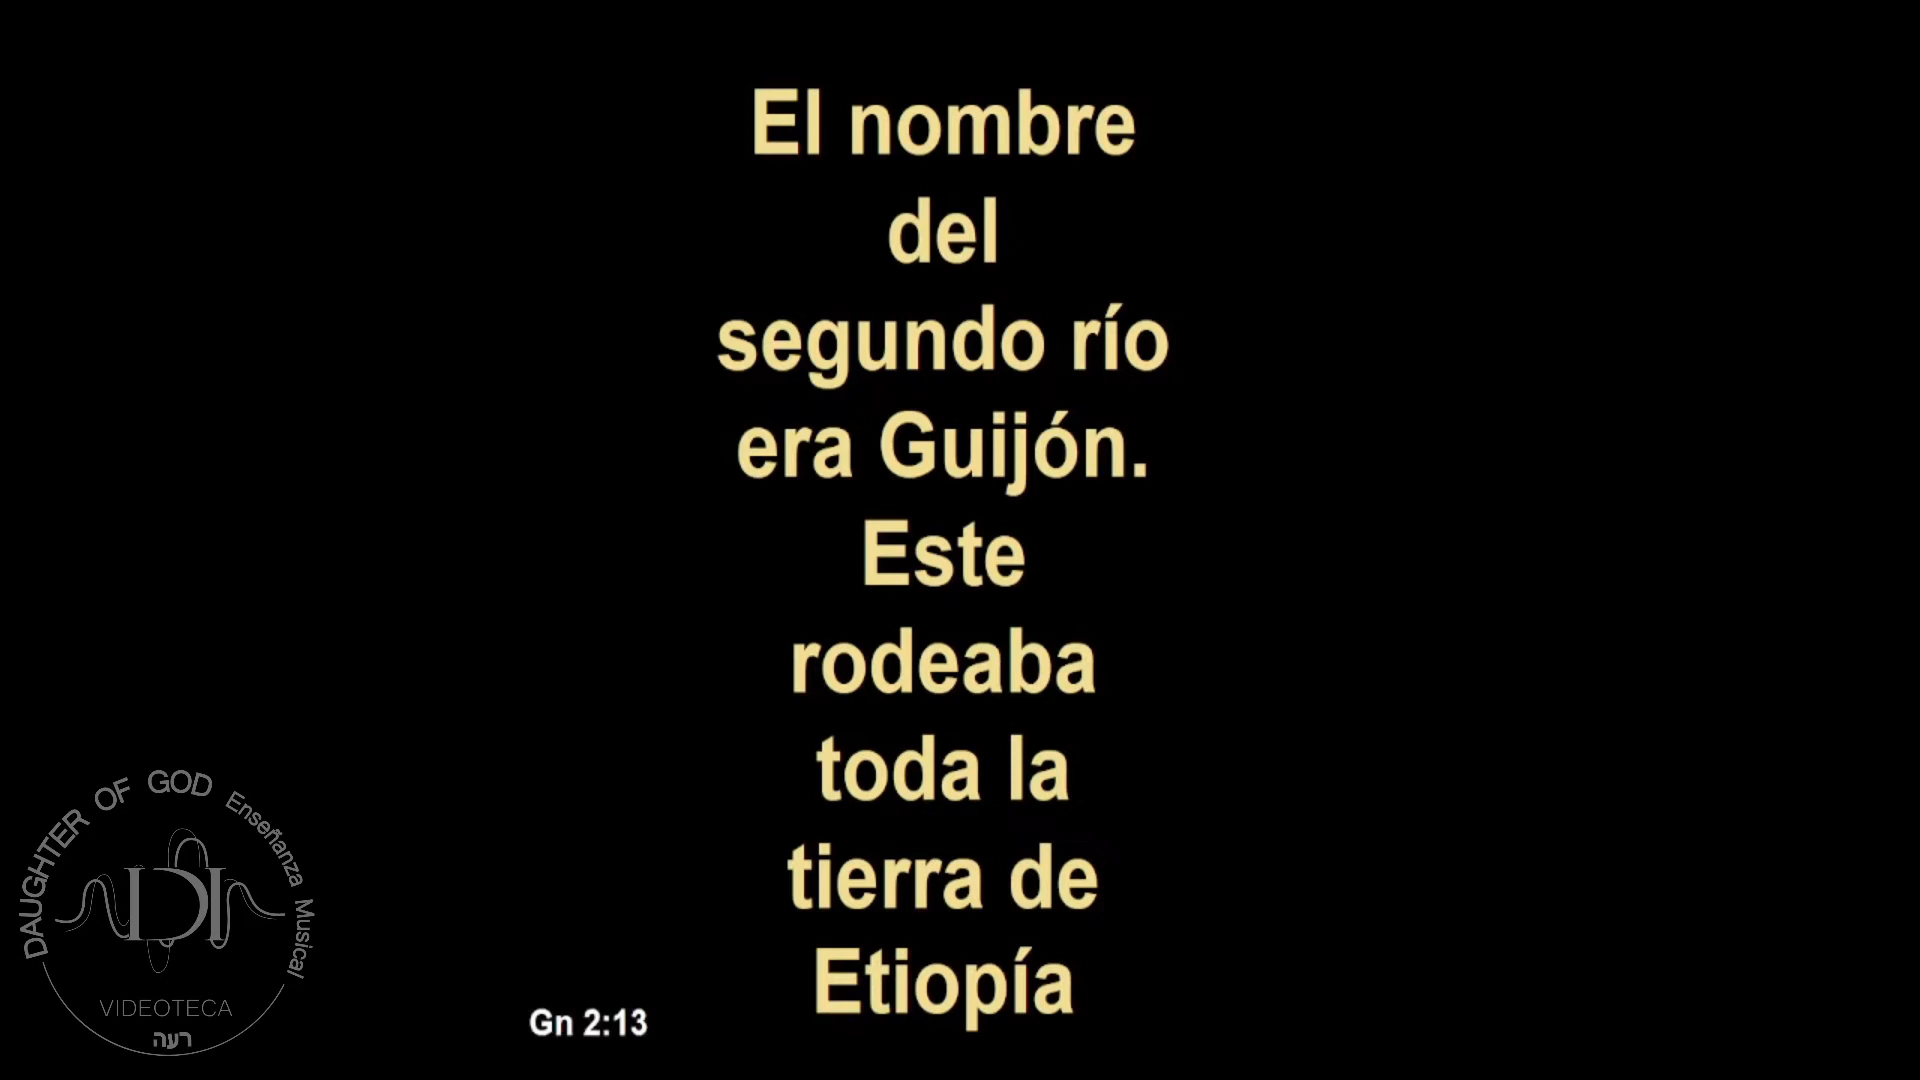 El nombre
del
segundo río
era Guijón.
Este
rodeaba
toda la
tierra de
Etiopía
Gn 2:13
DAUGHTER OF GOD Enseñanza Musical
VIDEOTECA
רעה